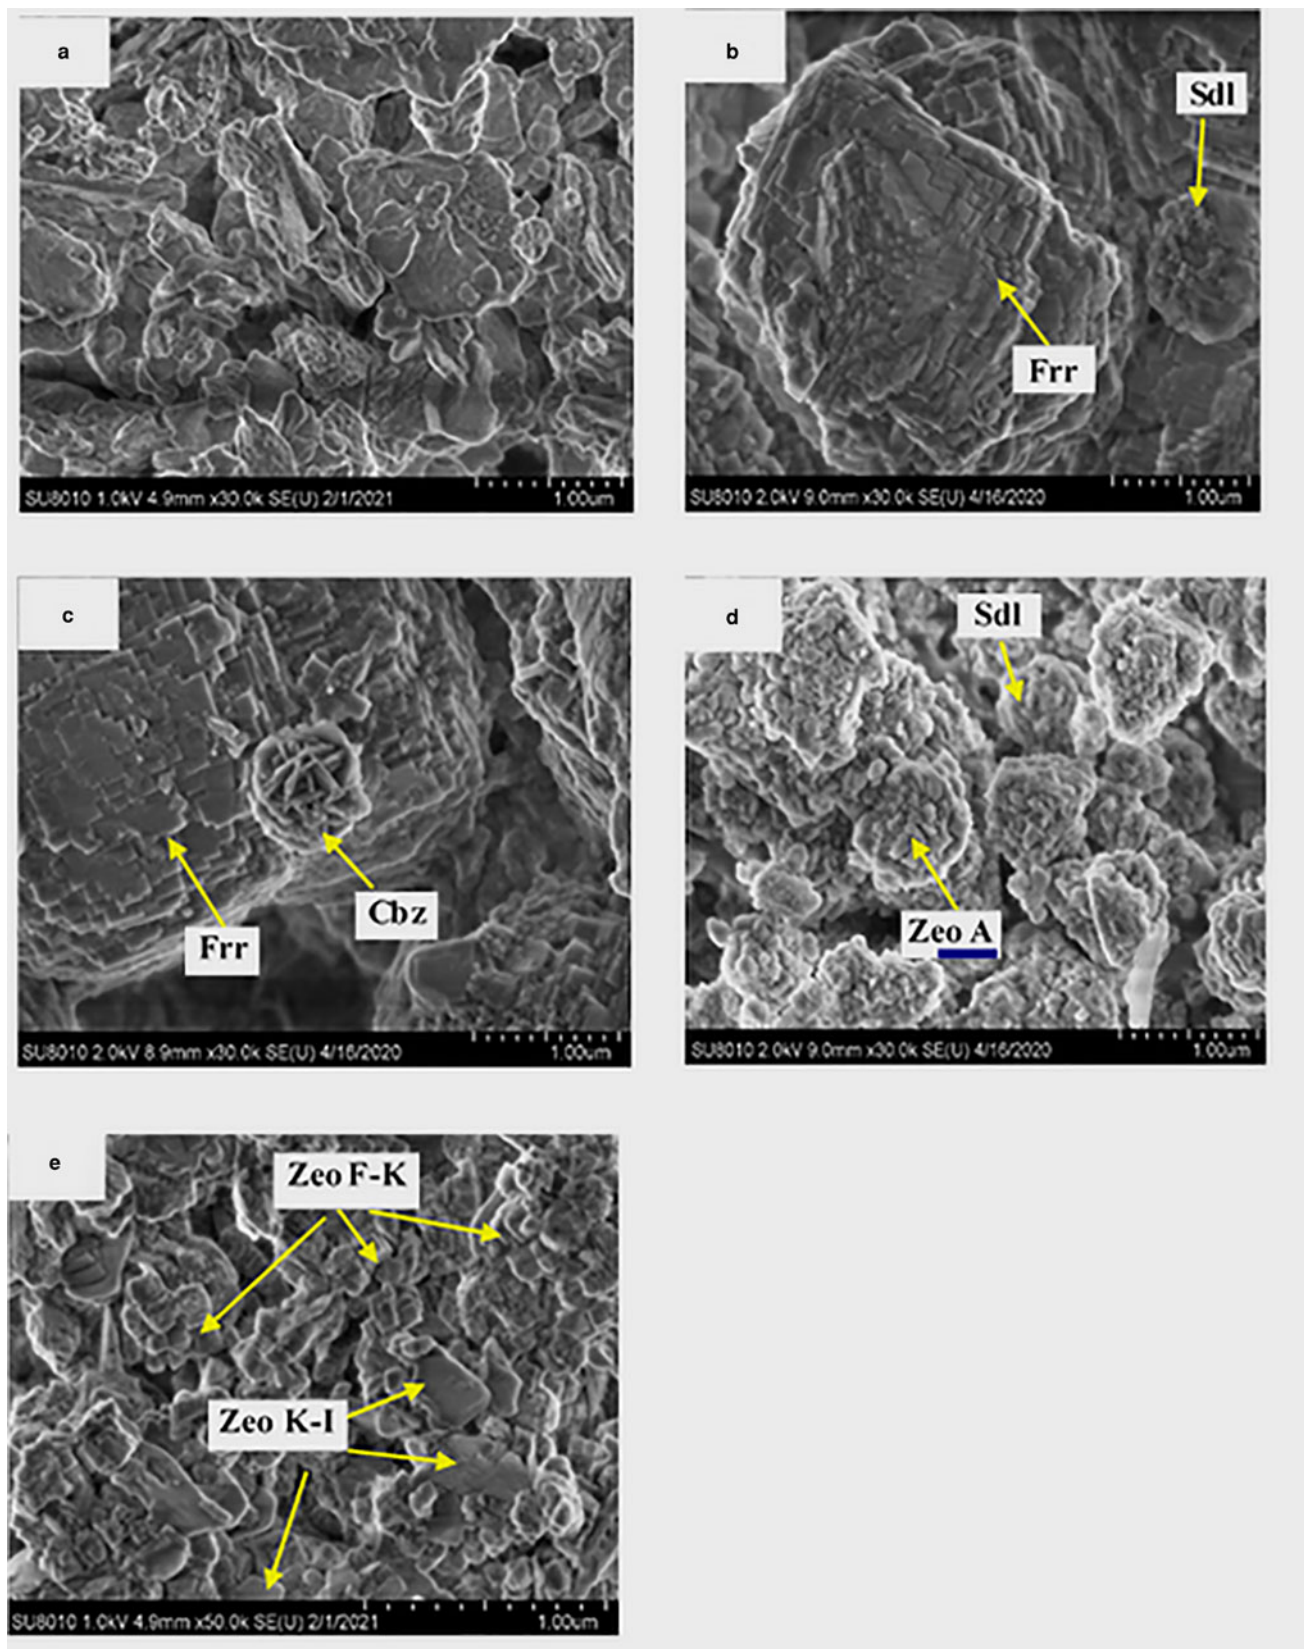 a
SU8010 1.0kV 4.9mm x30.0k SE(U) 2/1/2021 1.00um
b
Sdl
Frr
SU8010 2.0kV 9.0mm x30.0k SE(U) 4/16/2020 1.00um
c
Cbz
Frr
SU8010 2.0kV 8.9mm x30.0k SE(U) 4/16/2020 1.00um
d
Sdl
Zeo A
SU8010 2.0kV 9.0mm x30.0k SE(U) 4/16/2020 1.00um
e
Zeo F-K
Zeo K-I
SU8010 1.0kV 4.9mm x50.0k SE(U) 2/1/2021 1.00um